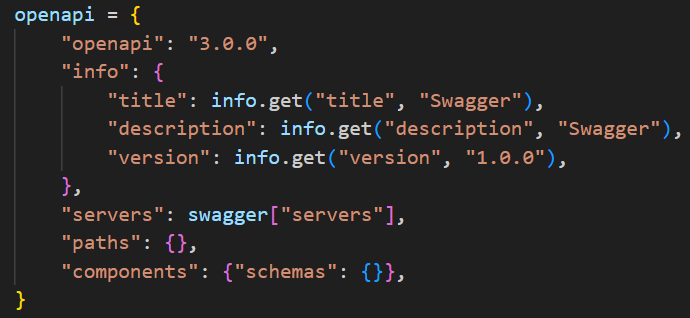 openapi = {
    "openapi": "3.0.0",
    "info": {
        "title": info.get("title", "Swagger"),
        "description": info.get("description", "Swagger"),
        "version": info.get("version", "1.0.0"),
    },
    "servers": swagger["servers"],
    "paths": {},
    "components": {"schemas": {}},
}